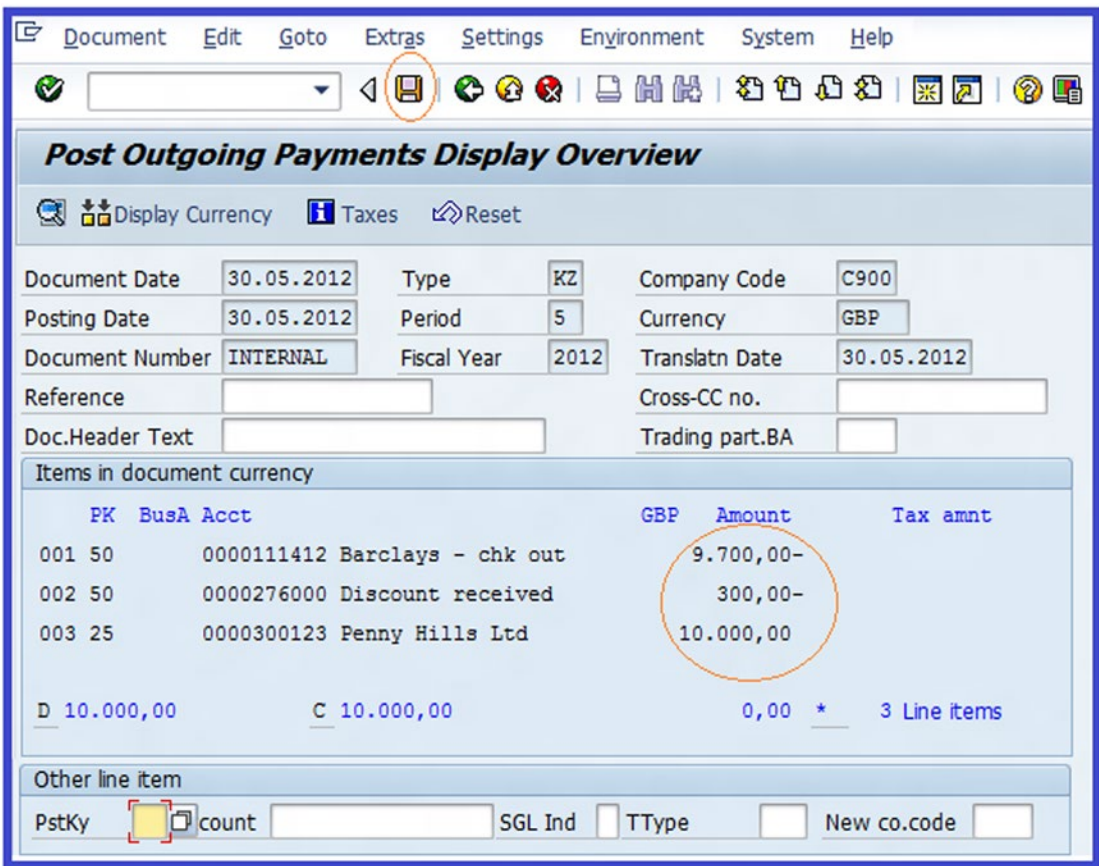 Document Edit Goto Extras Settings Environment System Help
Post Outgoing Payments Display Overview
Display Currency Taxes Reset
Document Date 30.05.2012 Type KZ Company Code C900
Posting Date 30.05.2012 Period 5 Currency GBP
Document Number INTERNAL Fiscal Year 2012 Translatn Date 30.05.2012
Reference Cross-CC no.
Doc.Header Text Trading part.BA
Items in document currency
PK BusA Acct GBP Amount Tax amnt
001 50 0000111412 Barclays - chk out 9.700,00-
002 50 0000276000 Discount received 300,00-
003 25 0000300123 Penny Hills Ltd 10.000,00
D 10.000,00 C 10.000,00 0,00 * 3 Line items
Other line item
PstKy count SGL Ind TType New co.code